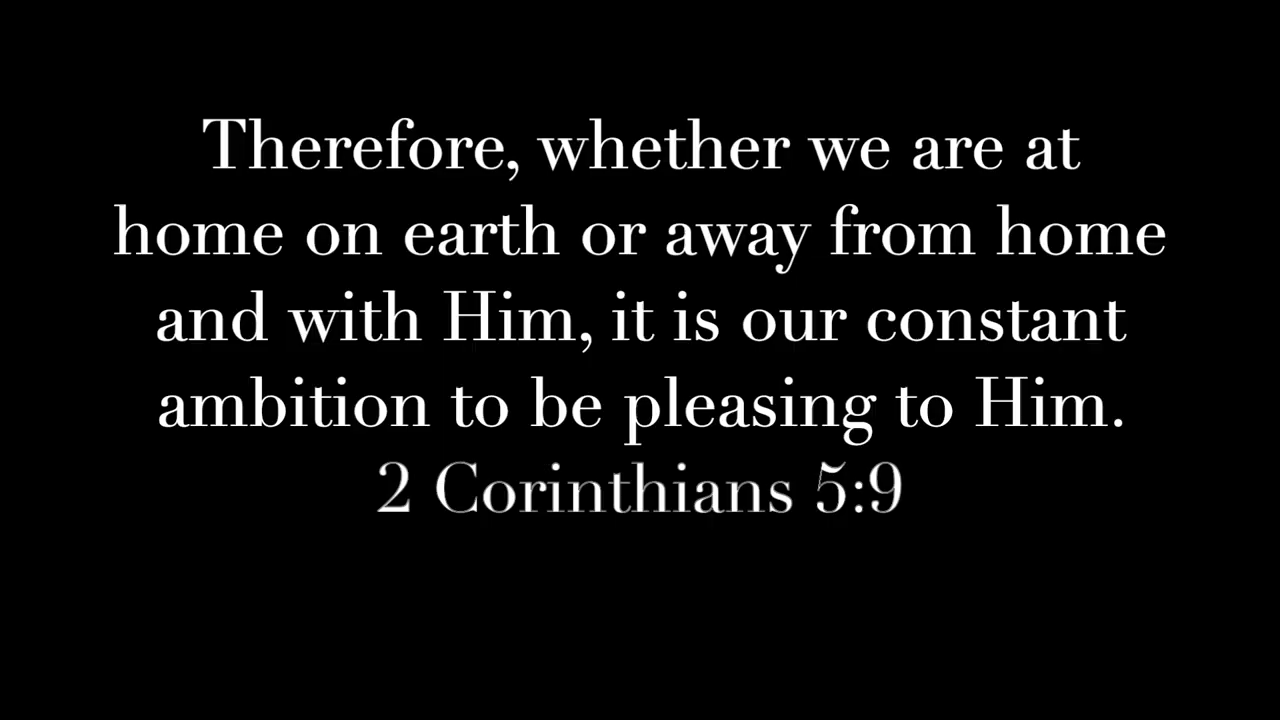 Therefore, whether we are at
home on earth or away from home
and with Him, it is our constant
ambition to be pleasing to Him.
2 Corinthians 5:9